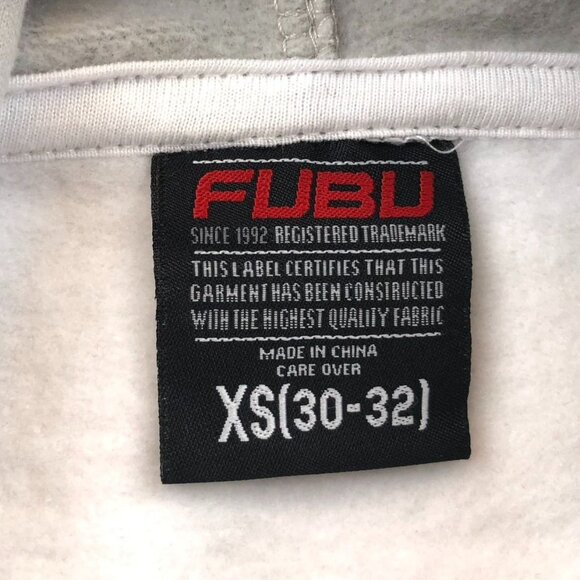 FUBU
SINCE 1992 REGISTERED TRADEMARK
THIS LABEL CERTIFIES THAT THIS
GARMENT HAS BEEN CONSTRUCTED
WITH THE HIGHEST QUALITY FABRIC
MADE IN CHINA
CARE OVER
XS(30-32)